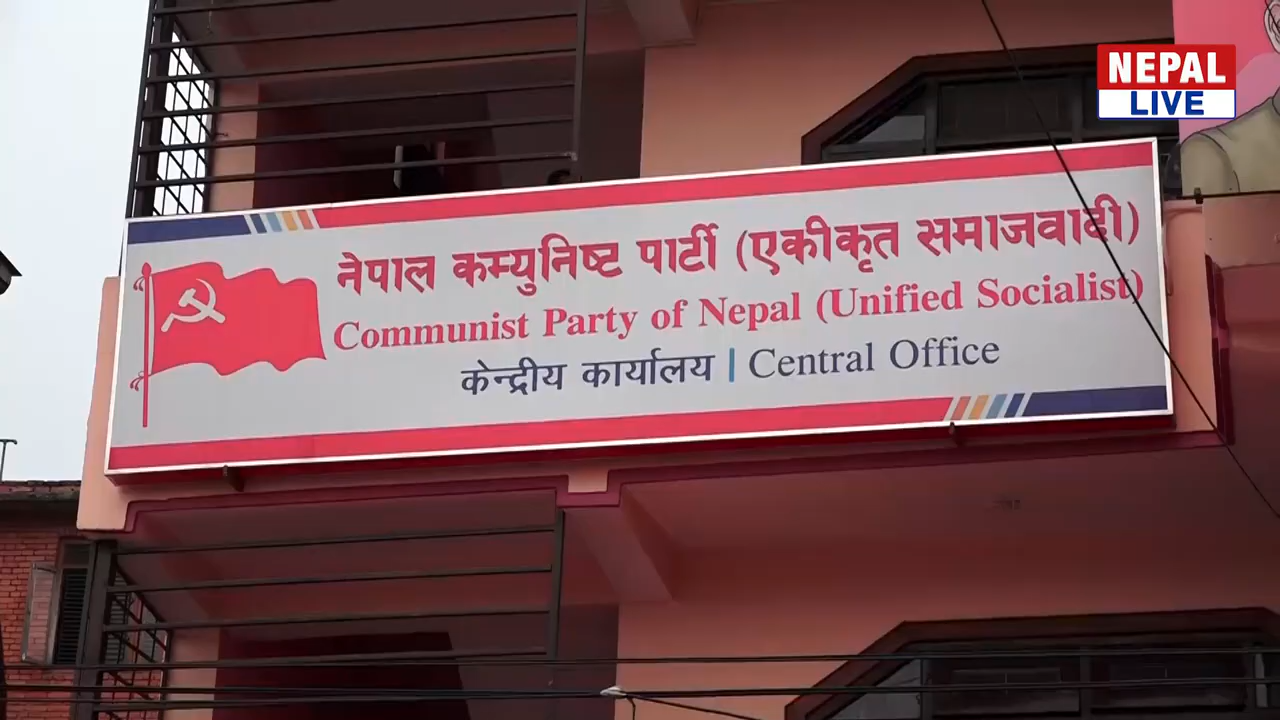 NEPAL
LIVE
नेपाल कम्युनिष्ट पार्टी (एकीकृत समाजवादी)
Communist Party of Nepal (Unified Socialist)
केन्द्रीय कार्यालय | Central Office